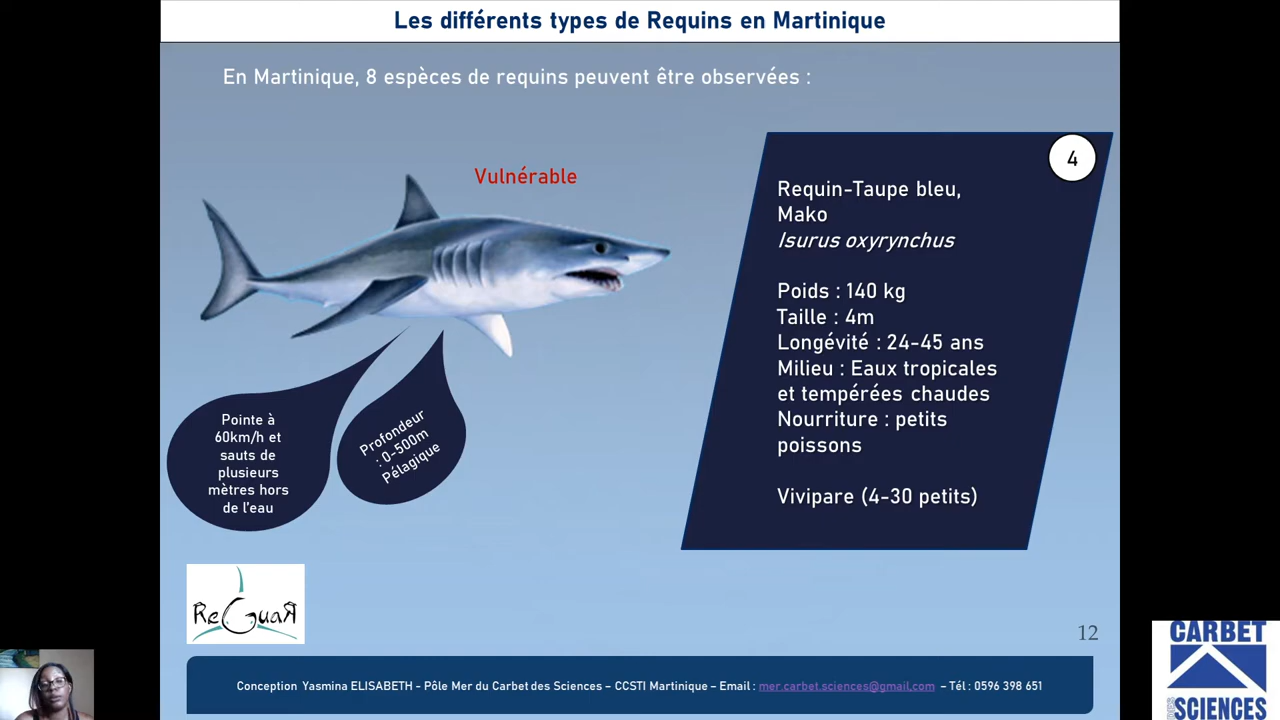 Les différents types de Requins en Martinique
En Martinique, 8 espèces de requins peuvent être observées :
Vulnérable
4
Requin-Taupe bleu,
Mako
Isurus oxyrynchus
Poids : 140 kg
Taille : 4m
Longévité : 24-45 ans
Milieu : Eaux tropicales
et tempérées chaudes
Nourriture : petits
poissons
Vivipare (4-30 petits)
Pointe à
60km/h et
sauts de
plusieurs
mètres hors
de l'eau
Profondeur
: 0-500m
Pélagique
ReGuaR
12
Conception Yasmina ELISABETH - Pôle Mer du Carbet des Sciences – CCSTI Martinique – Email : mer.carbet.sciences@gmail.com – Tél : 0596 398 651
CARBET
DES
SCIENCES